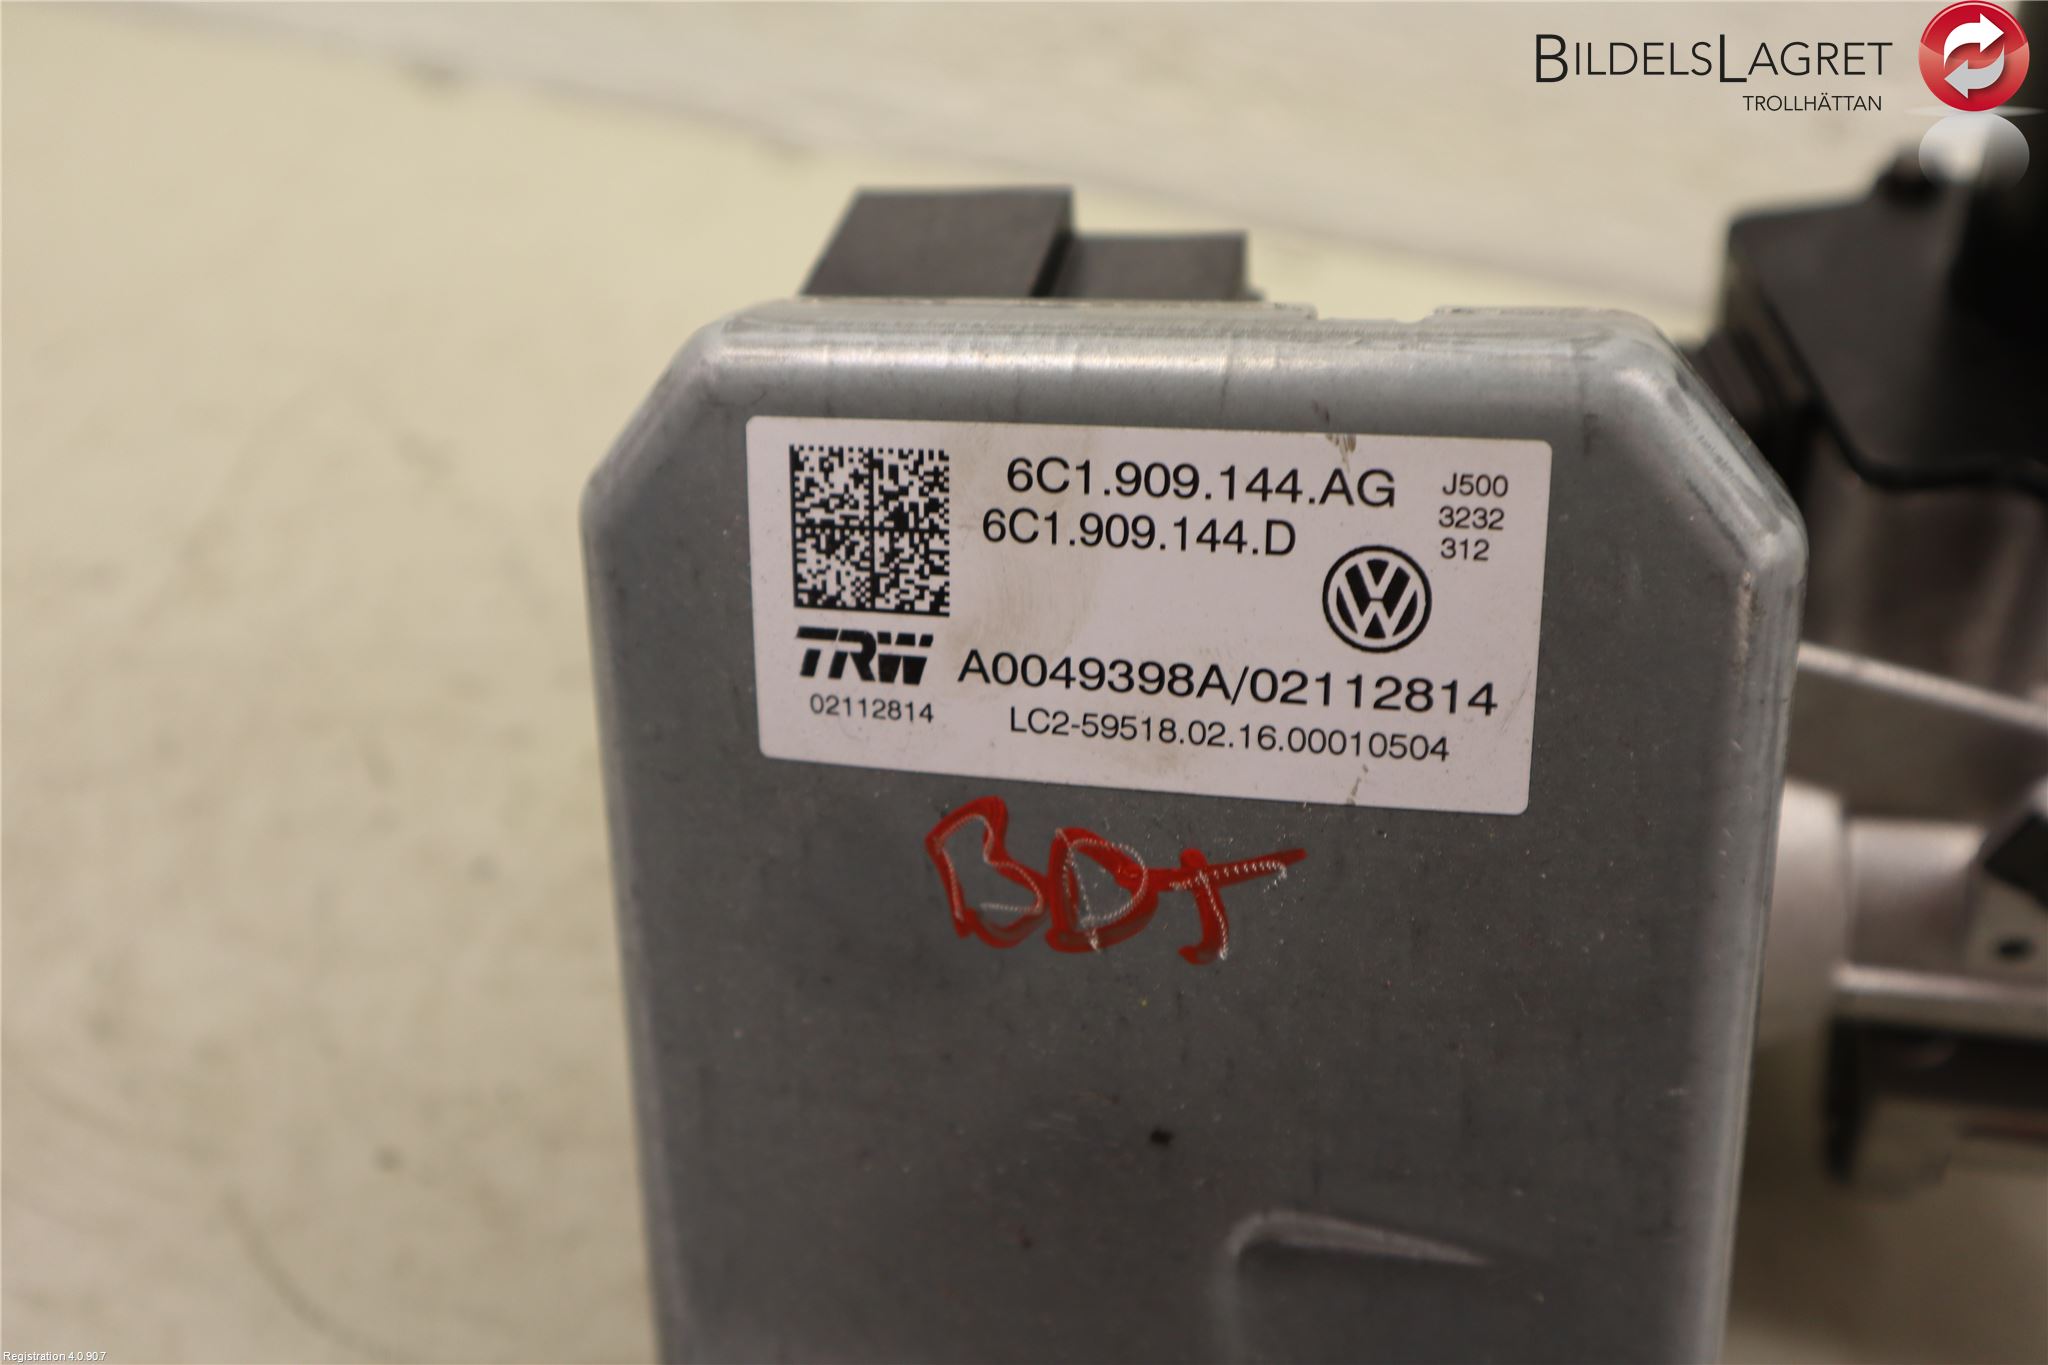 BILDELSLAGRET
TROLLHÄTTAN
6C1.909.144.AG
6C1.909.144.D
J500
3232
312
TRW
02112814
A0049398A/02112814
LC2-59518.02.16.00010504
BDJ
Registration 4.0.90.7